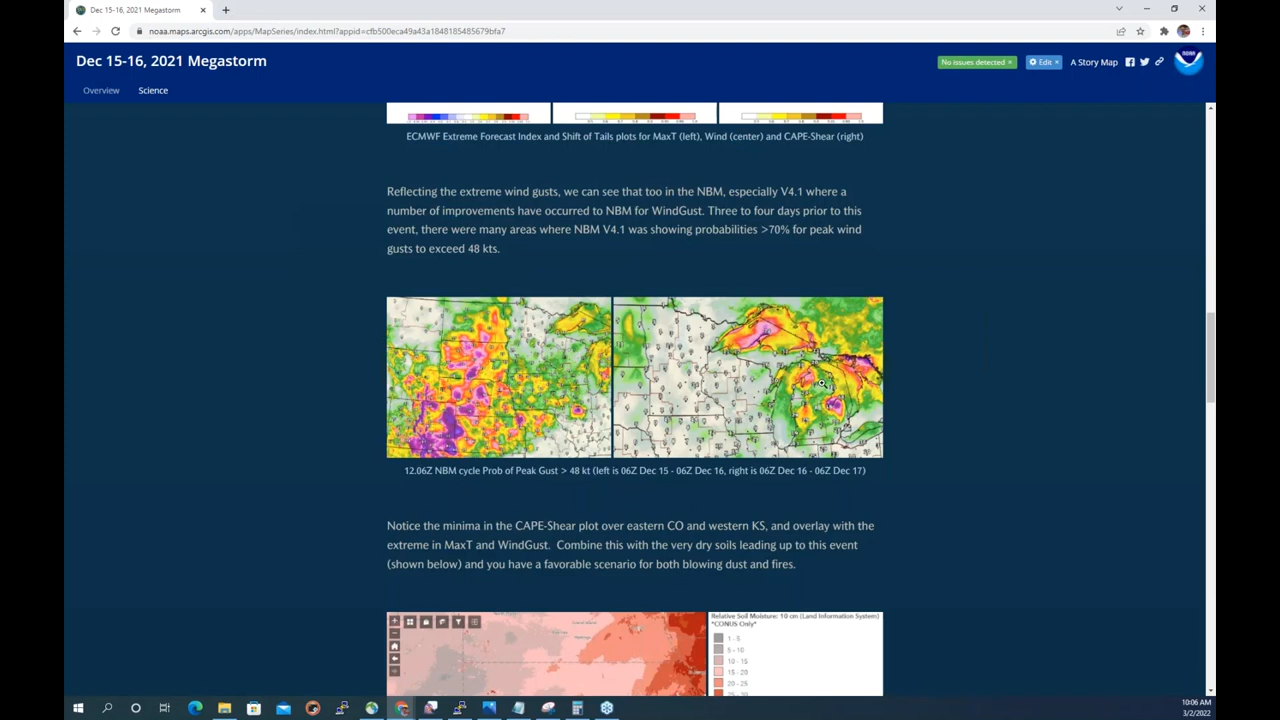 Dec 15-16, 2021 Megastorm
noaa.maps.arcgis.com/apps/MapSeries/index.html?appid=cfb500eca49a43a1848185485679bfa7
Dec 15-16, 2021 Megastorm
No issues detected ×
Edit ×
A Story Map
NOAA
Overview
Science
ECMWF Extreme Forecast Index and Shift of Tails plots for MaxT (left), Wind (center) and CAPE-Shear (right)
Reflecting the extreme wind gusts, we can see that too in the NBM, especially V4.1 where a
number of improvements have occurred to NBM for WindGust. Three to four days prior to this
event, there were many areas where NBM V4.1 was showing probabilities >70% for peak wind
gusts to exceed 48 kts.
12.06Z NBM cycle Prob of Peak Gust > 48 kt (left is 06Z Dec 15 - 06Z Dec 16, right is 06Z Dec 16 - 06Z Dec 17)
Notice the minima in the CAPE-Shear plot over eastern CO and western KS, and overlay with the
extreme in MaxT and WindGust. Combine this with the very dry soils leading up to this event
(shown below) and you have a favorable scenario for both blowing dust and fires.
Relative Soil Moisture: 10 cm (Land Information System)
*CONUS Only*
1 - 5
5 - 10
10 - 15
15 - 20
20 - 25
25 - 30
10:06 AM
3/2/2022